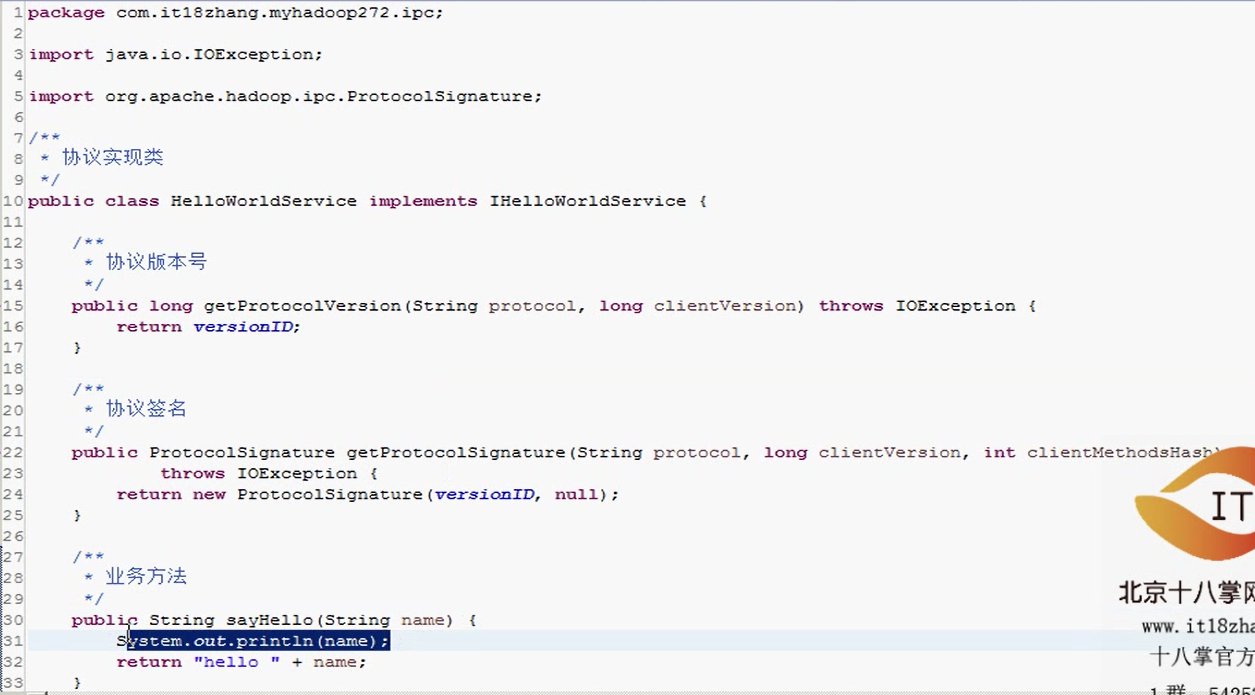 1 package com.it18zhang.myhadoop272.ipc;
2
3 import java.io.IOException;
4
5 import org.apache.hadoop.ipc.ProtocolSignature;
6
7 /**
8 * 协议实现类
9 */
10 public class HelloWorldService implements IHelloWorldService {
11
12 /**
13 * 协议版本号
14 */
15 public long getProtocolVersion(String protocol, long clientVersion) throws IOException {
16 return versionID;
17 }
18
19 /**
20 * 协议签名
21 */
22 public ProtocolSignature getProtocolSignature(String protocol, long clientVersion, int clientMethodsHash)
23 throws IOException {
24 return new ProtocolSignature(versionID, null);
25 }
26
27 /**
28 * 业务方法
29 */
30 public String sayHello(String name) {
31 System.out.println(name);
32 return "hello " + name;
33 }
IT
北京十八掌
www.it18zha
十八掌官方
1群